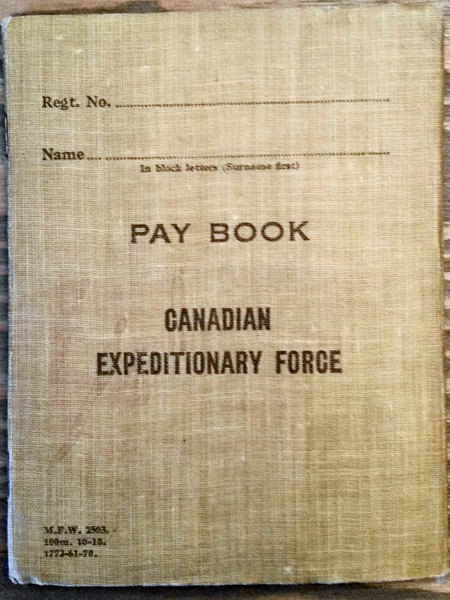 Regt. No. ........................................................
Name.... ........................................................
In block letters (Surname first)
PAY BOOK
CANADIAN
EXPEDITIONARY FORCE
M.F.W. 2503.
100m. 10-18.
1772-61-70.